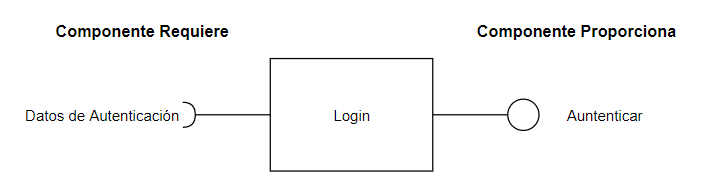 Componente Requiere
Componente Proporciona
Datos de Autenticación
Login
Auntenticar